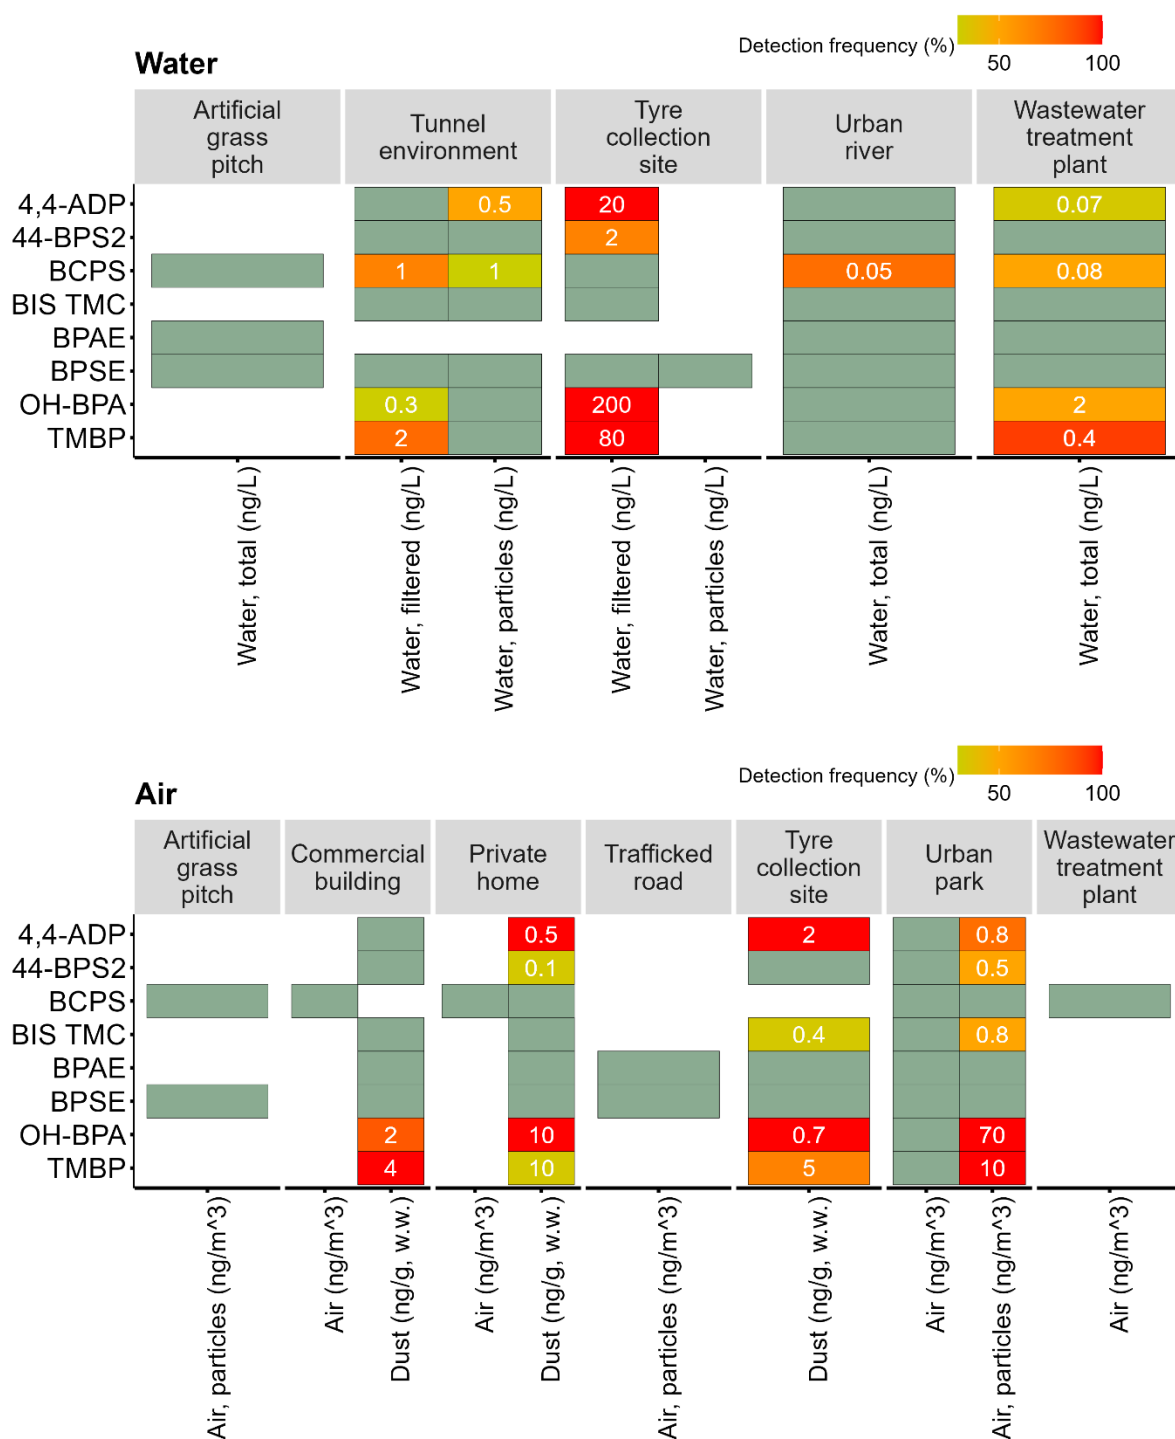 Detection frequency (%)
50 100
Water
Artificial
grass
pitch
Tunnel
environment
Tyre
collection
site
Urban
river
Wastewater
treatment
plant
4,4-ADP 0.5 20 0.07
44-BPS2 2
BCPS 1 1 0.05 0.08
BIS TMC
BPAE
BPSE
OH-BPA 0.3 200 2
TMBP 2 80 0.4
Water, total (ng/L)
Water, filtered (ng/L)
Water, particles (ng/L)
Water, filtered (ng/L)
Water, particles (ng/L)
Water, total (ng/L)
Water, total (ng/L)
Detection frequency (%)
50 100
Air
Artificial
grass
pitch
Commercial
building
Private
home
Trafficked
road
Tyre
collection
site
Urban
park
Wastewater
treatment
plant
4,4-ADP 0.5 2 0.8
44-BPS2 0.1 0.5
BCPS
BIS TMC 0.4 0.8
BPAE
BPSE
OH-BPA 2 10 0.7 70
TMBP 4 10 5 10
Air, particles (ng/m^3)
Air (ng/m^3)
Dust (ng/g, w.w.)
Air (ng/m^3)
Dust (ng/g, w.w.)
Air, particles (ng/m^3)
Dust (ng/g, w.w.)
Air (ng/m^3)
Air, particles (ng/m^3)
Air (ng/m^3)